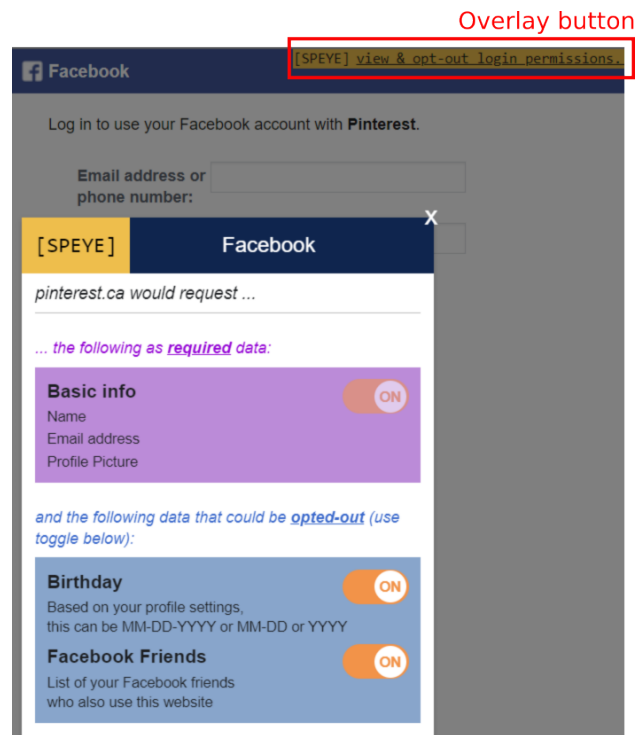 Overlay button
[SPEYE] view & opt-out login permissions.
f Facebook
Log in to use your Facebook account with Pinterest.
Email address or
phone number:
X
[SPEYE] Facebook
pinterest.ca would request ...
... the following as required data:
Basic info
ON
Name
Email address
Profile Picture
and the following data that could be opted-out (use
toggle below):
Birthday
ON
Based on your profile settings,
this can be MM-DD-YYYY or MM-DD or YYYY
Facebook Friends
ON
List of your Facebook friends
who also use this website